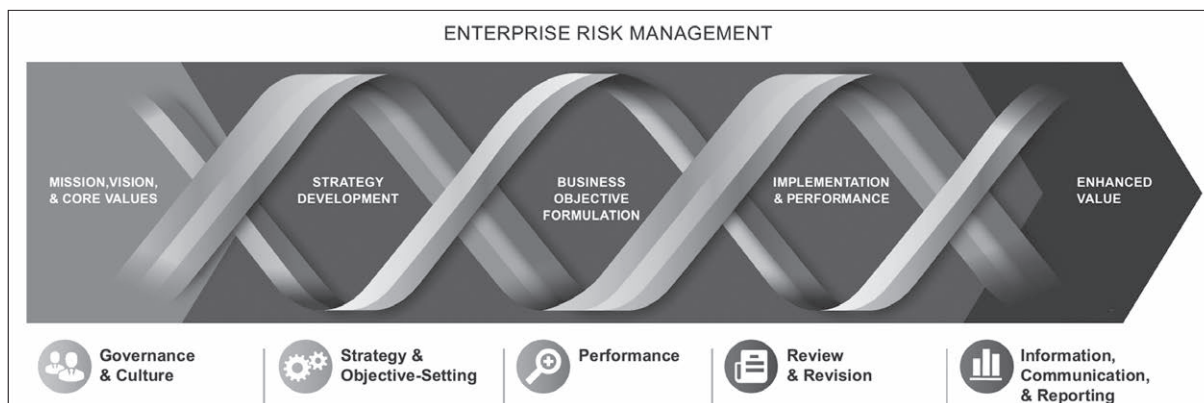 ENTERPRISE RISK MANAGEMENT
MISSION,VISION,
& CORE VALUES
STRATEGY
DEVELOPMENT
BUSINESS
OBJECTIVE
FORMULATION
IMPLEMENTATION
& PERFORMANCE
ENHANCED
VALUE
Governance
& Culture
Strategy &
Objective-Setting
Performance
Review
& Revision
Information,
Communication,
& Reporting